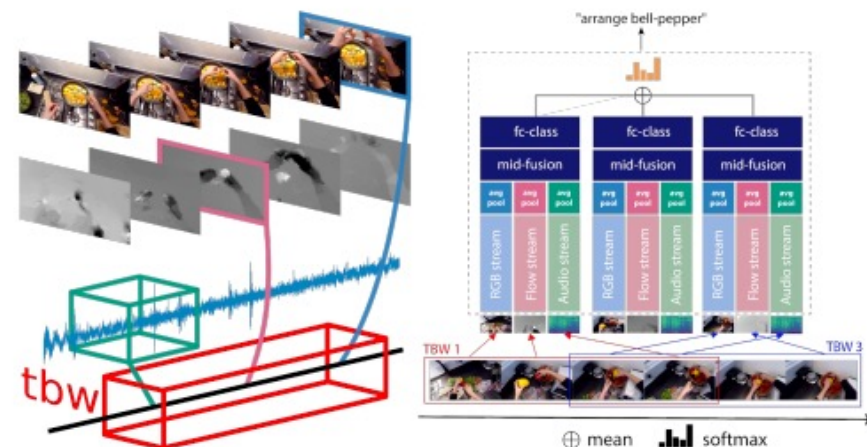 "arrange bell-pepper"
fc-class fc-class fc-class
mid-fusion mid-fusion mid-fusion
avg pool avg pool avg pool avg pool avg pool avg pool avg pool avg pool avg pool
RGB stream Flow stream Audio stream RGB stream Flow stream Audio stream RGB stream Flow stream Audio stream
TBW 1 TBW 3
tbw
mean softmax